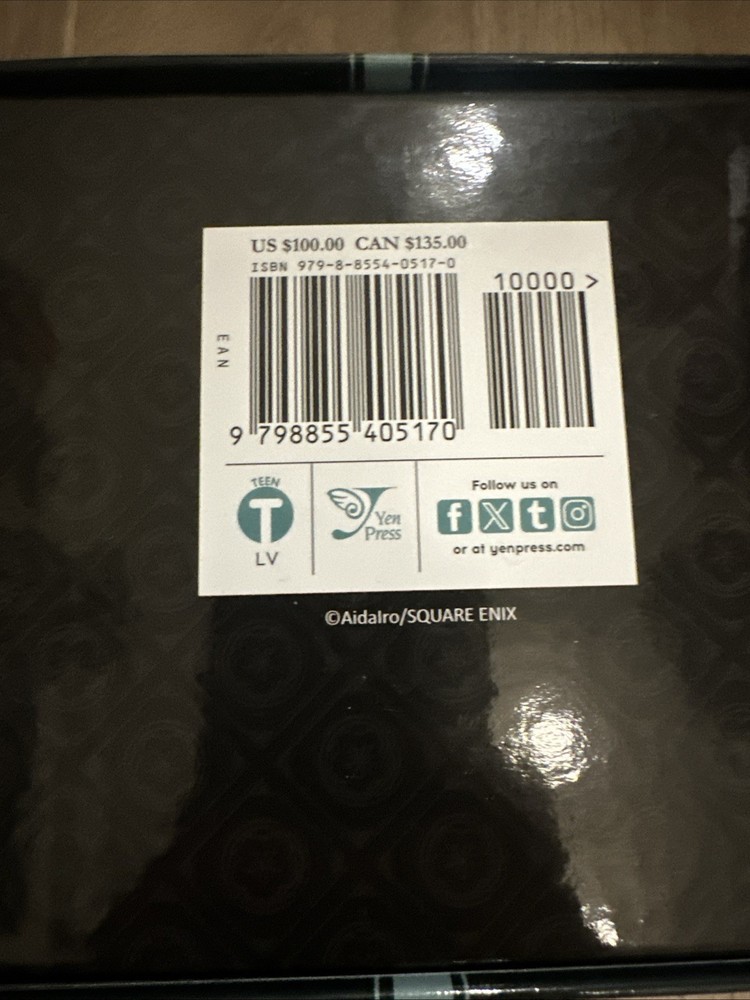 US $100.00 CAN $135.00
ISBN 979-8-8554-0517-0
10000 >
EAN
9 798855 405170
TEEN
T
LV
Yen
Press
Follow us on
f X t
or at yenpress.com
©AidaIro/SQUARE ENIX